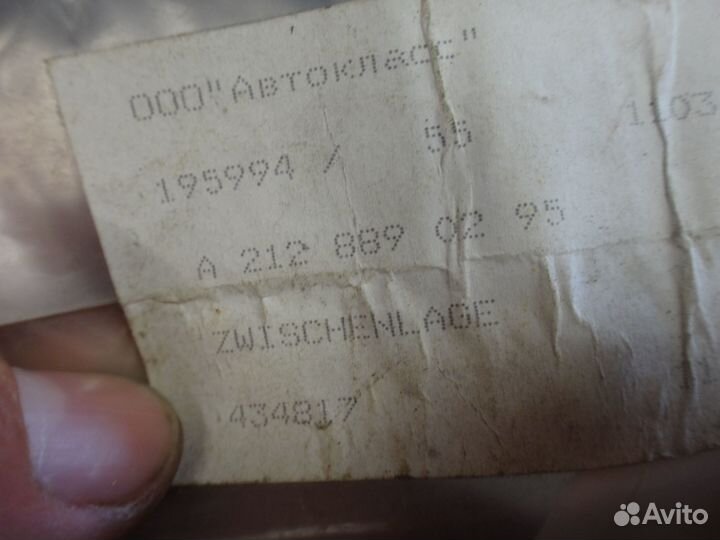 ООО"Автокласс"
195994 / 55 1103
A 212 889 02 95
ZWISCHENLAGE
434817
Avito